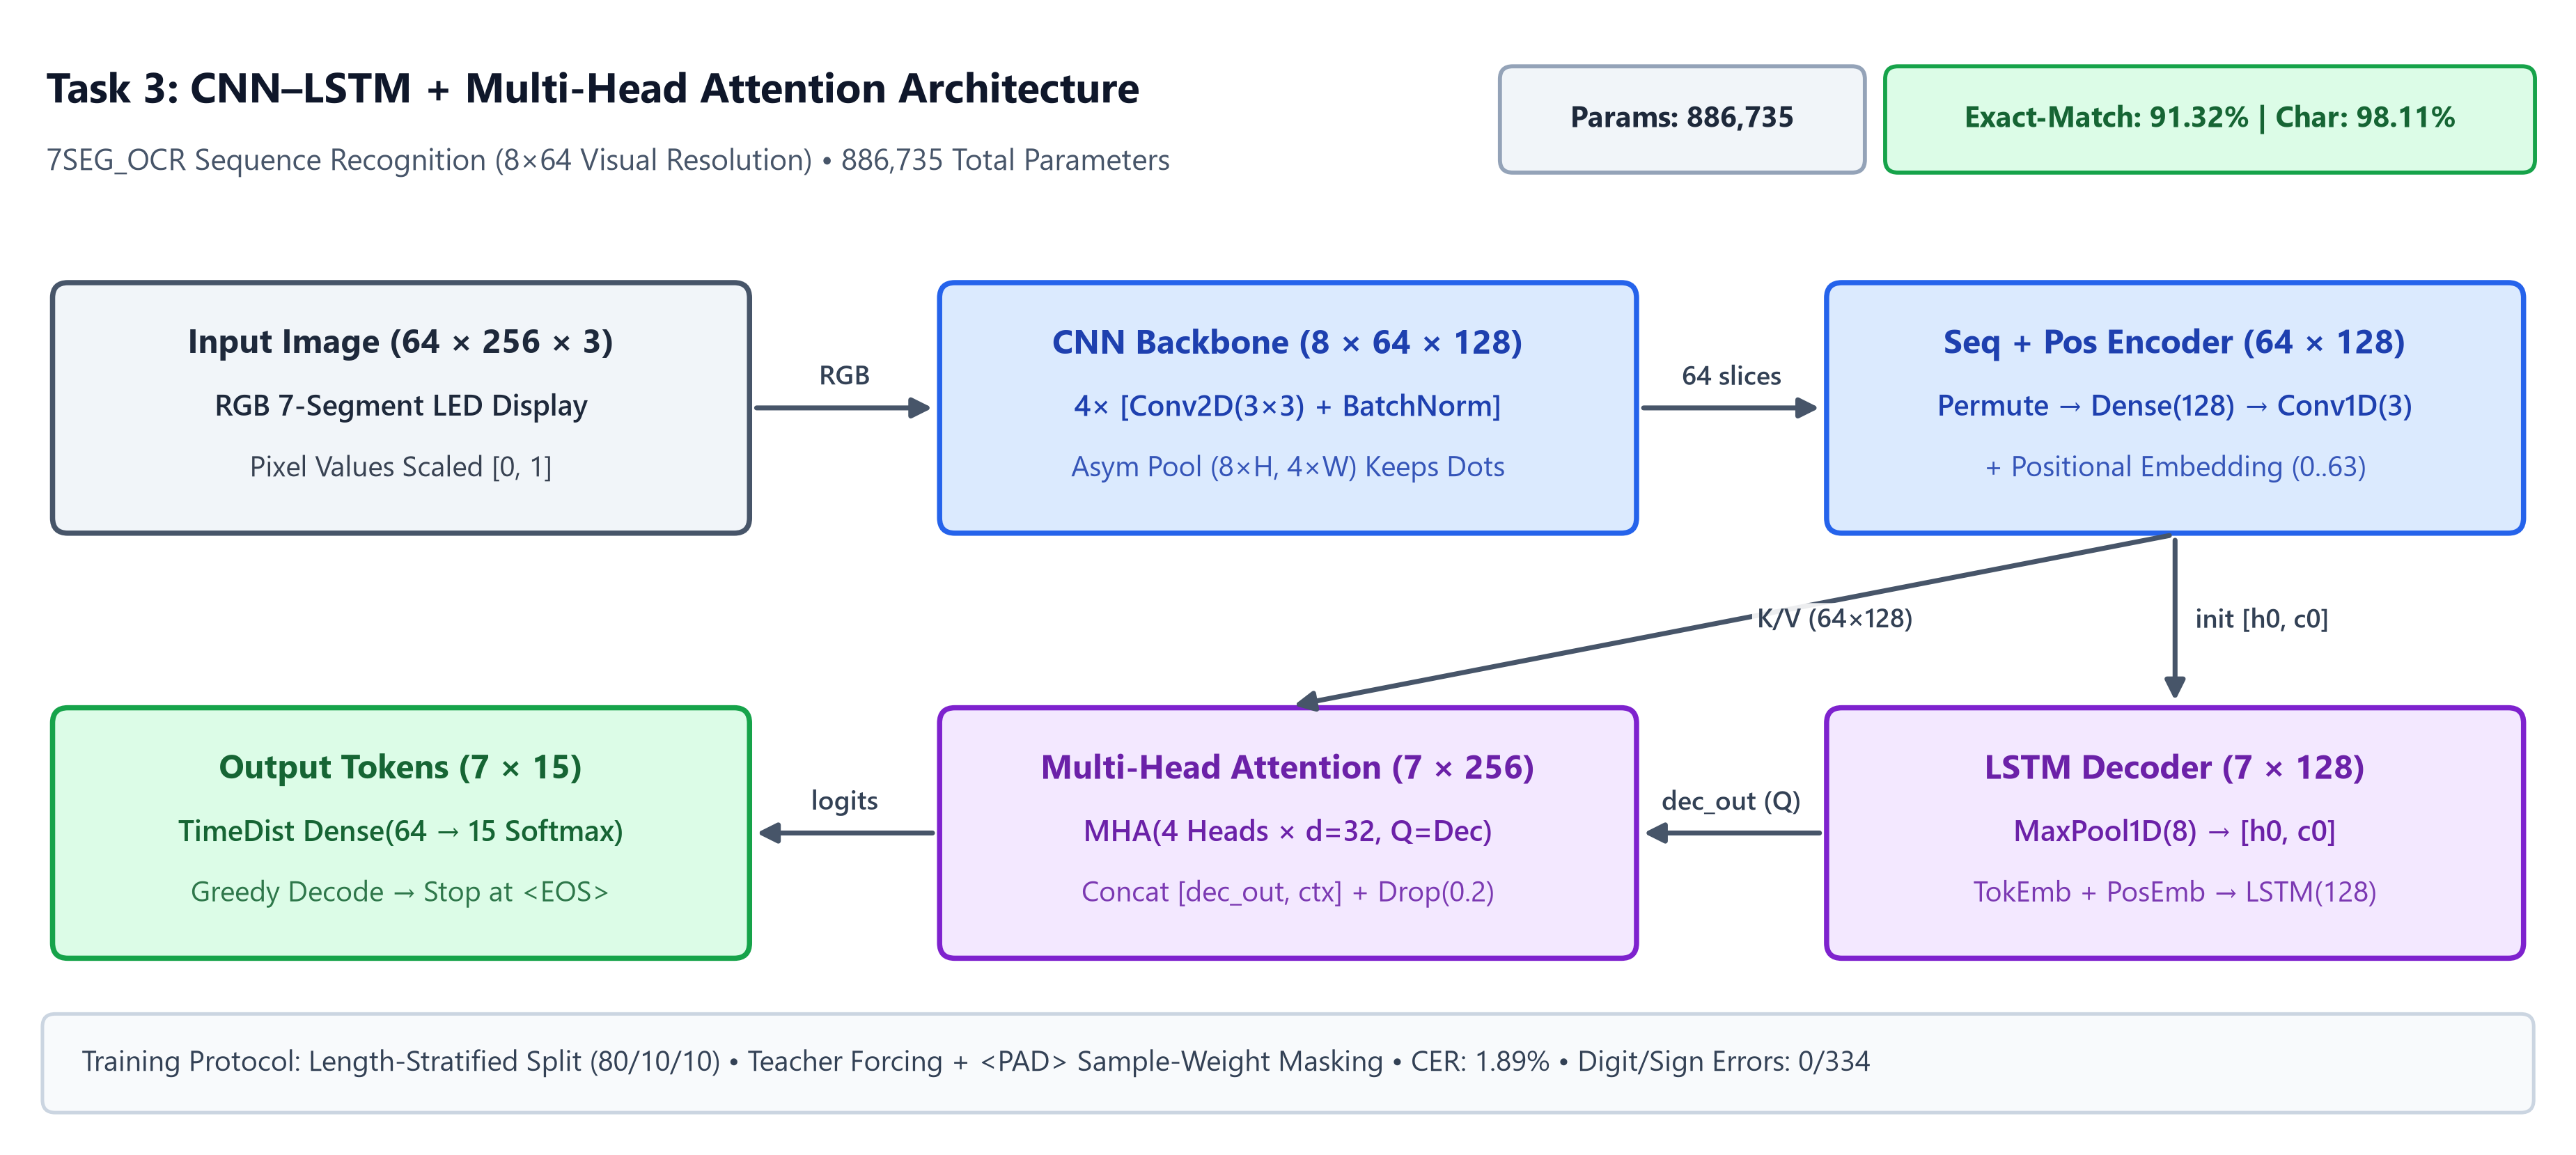 Task 3: CNN–LSTM + Multi-Head Attention Architecture
7SEG_OCR Sequence Recognition (8×64 Visual Resolution) • 886,735 Total Parameters
Params: 886,735
Exact-Match: 91.32% | Char: 98.11%
Input Image (64 × 256 × 3)
RGB 7-Segment LED Display
Pixel Values Scaled [0, 1]
RGB
CNN Backbone (8 × 64 × 128)
4× [Conv2D(3×3) + BatchNorm]
Asym Pool (8×H, 4×W) Keeps Dots
64 slices
Seq + Pos Encoder (64 × 128)
Permute → Dense(128) → Conv1D(3)
+ Positional Embedding (0..63)
K/V (64×128)
init [h0, c0]
LSTM Decoder (7 × 128)
MaxPool1D(8) → [h0, c0]
TokEmb + PosEmb → LSTM(128)
dec_out (Q)
Multi-Head Attention (7 × 256)
MHA(4 Heads × d=32, Q=Dec)
Concat [dec_out, ctx] + Drop(0.2)
logits
Output Tokens (7 × 15)
TimeDist Dense(64 → 15 Softmax)
Greedy Decode → Stop at <EOS>
Training Protocol: Length-Stratified Split (80/10/10) • Teacher Forcing + <PAD> Sample-Weight Masking • CER: 1.89% • Digit/Sign Errors: 0/334